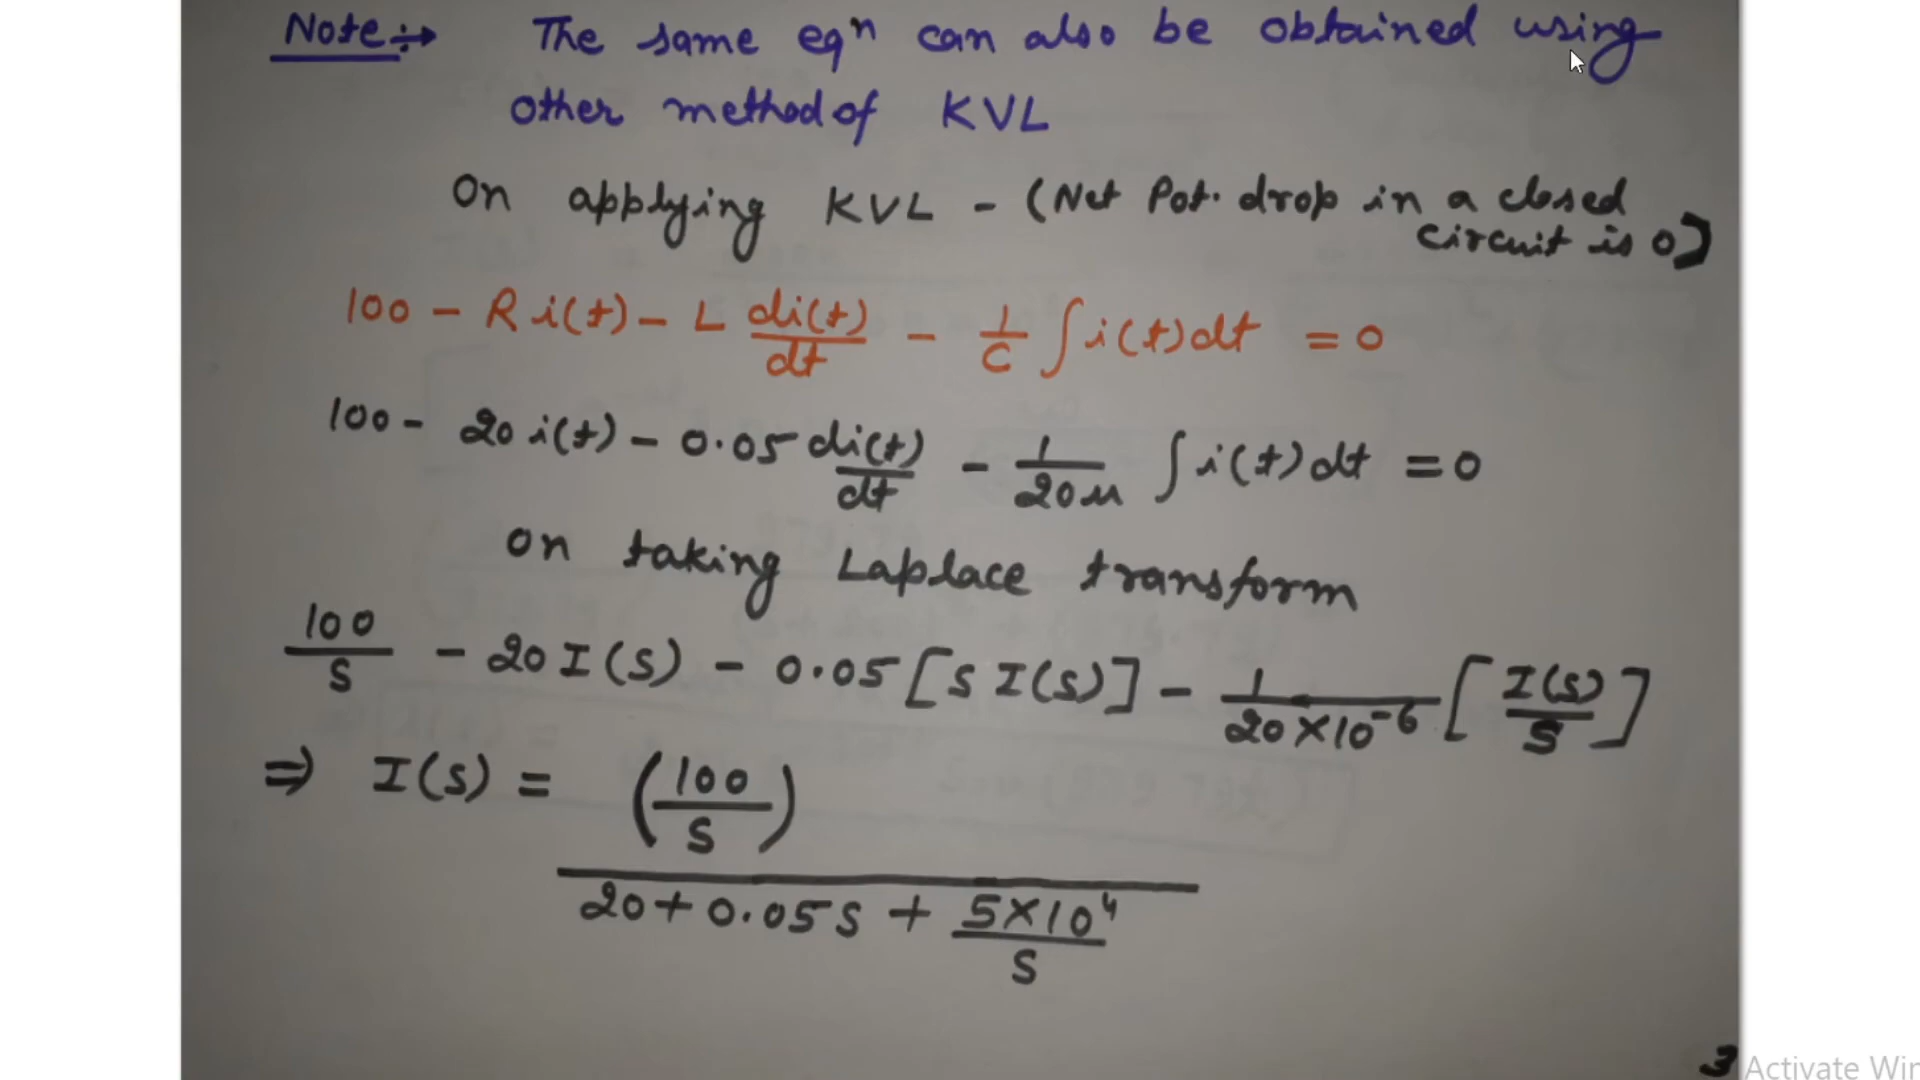 Note:→ The same eqn can also be obtained using
other method of KVL
On applying KVL - (Net Pot. drop in a closed
circuit is 0)
100 - R i(t) - L di(t)/dt - 1/C ∫ i(t)dt = 0
100 - 20 i(t) - 0.05 di(t)/dt - 1/20μ ∫ i(t) dt = 0
On taking Laplace transform
100/S - 20 I(S) - 0.05 [S I(S)] - 1/20×10⁻⁶ [I(S)/S]
⇒ I(S) = (100/S) / 20 + 0.05 S + 5×10⁴/S
3
Activate Win